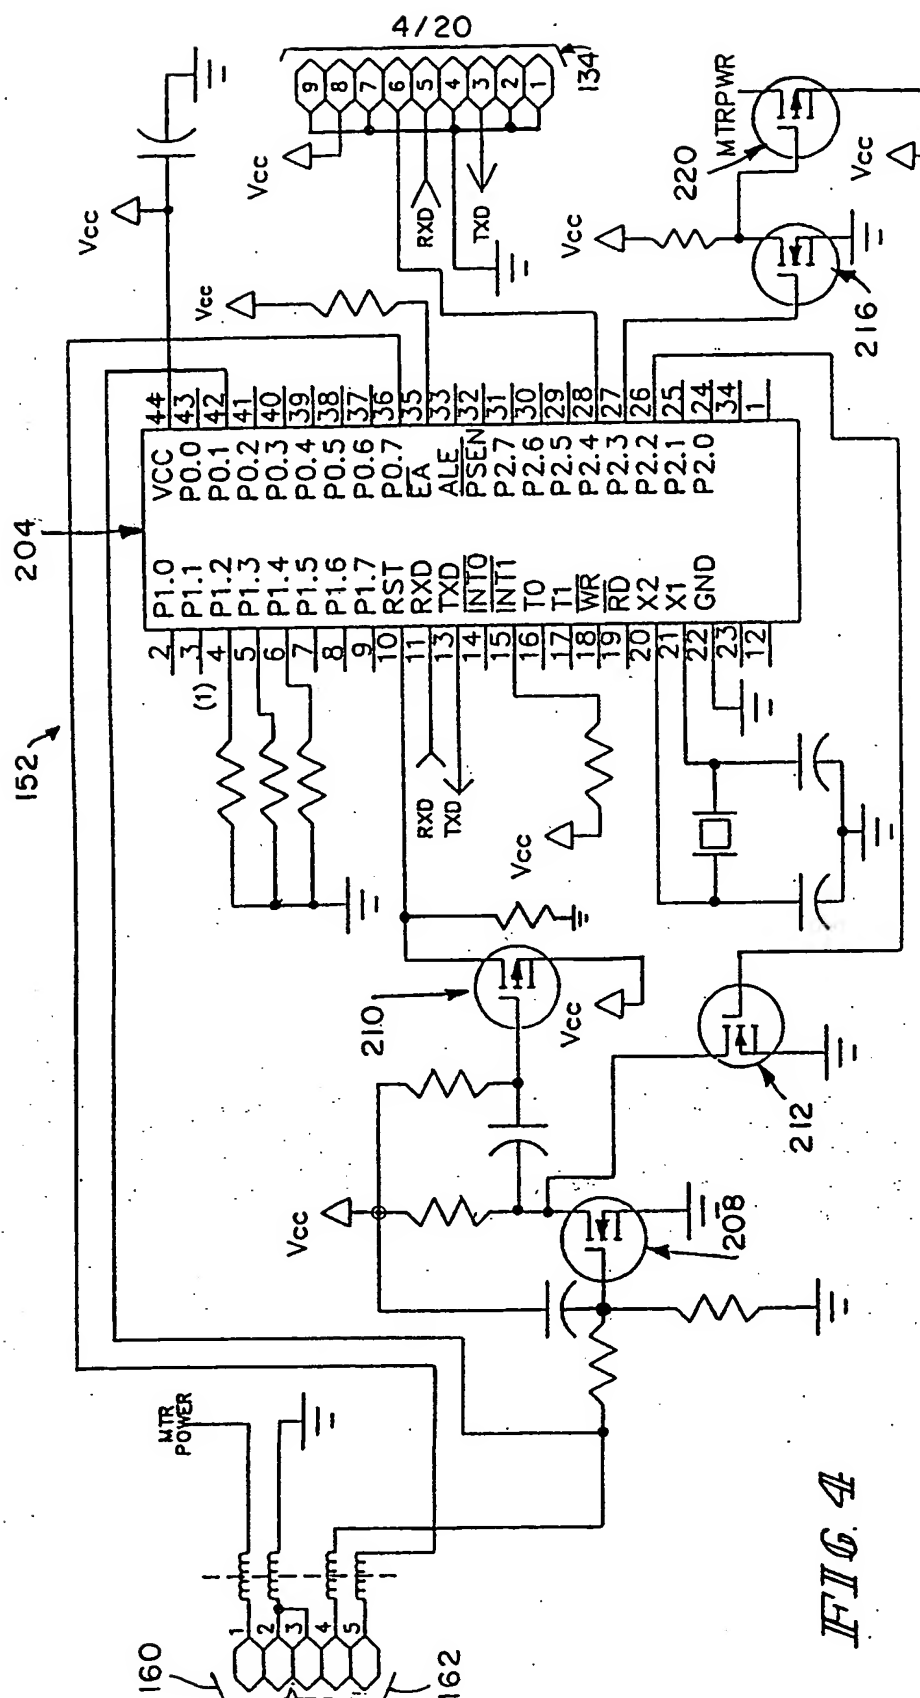 4/20
9
8
7
6
5
4
3
2
1
134
Vcc
Vcc
RXD
TXD
Vcc
Vcc
MTRPWR
220
Vcc
216
204
152
44
43
42
41
40
39
38
37
36
35
33
32
31
30
29
28
27
26
25
24
34
1
VCC
P0.0
P0.1
P0.2
P0.3
P0.4
P0.5
P0.6
P0.7
EA
ALE
PSEN
P2.7
P2.6
P2.5
P2.4
P2.3
P2.2
P2.1
P2.0
P1.0
P1.1
P1.2
P1.3
P1.4
P1.5
P1.6
P1.7
RST
RXD
TXD
INT0
INT1
T0
T1
WR
RD
X2
X1
GND
2
3
4
5
6
7
8
9
10
11
13
14
15
16
17
18
19
20
21
22
23
12
(1)
RXD
TXD
Vcc
210
Vcc
212
Vcc
208
MTR
POWER
1
2
3
4
5
160
162
FIG. 4